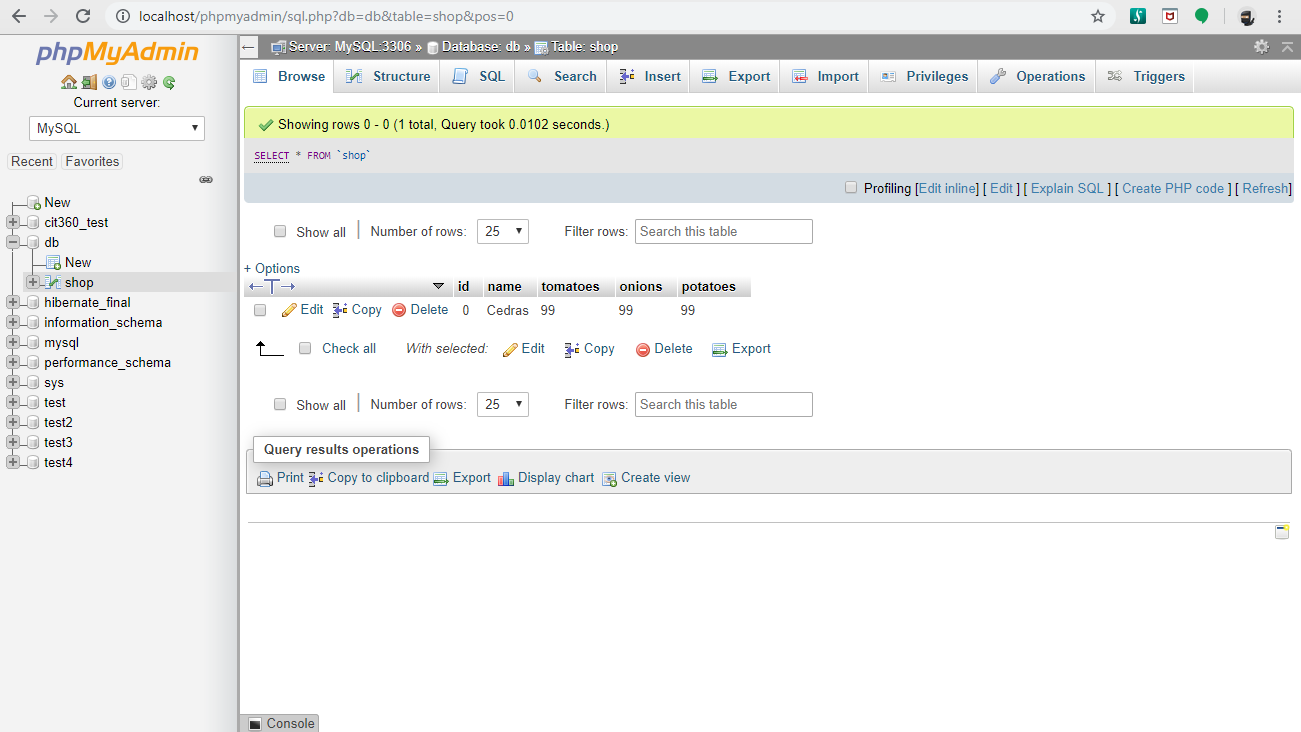 localhost/phpmyadmin/sql.php?db=db&table=shop&pos=0
phpMyAdmin
Current server:
MySQL
Recent Favorites
New
cit360_test
db
New
shop
hibernate_final
information_schema
mysql
performance_schema
sys
test
test2
test3
test4
Server: MySQL:3306 » Database: db » Table: shop
Browse Structure SQL Search Insert Export Import Privileges Operations Triggers
Showing rows 0 - 0 (1 total, Query took 0.0102 seconds.)
SELECT * FROM `shop`
Profiling [Edit inline] [ Edit ] [ Explain SQL ] [ Create PHP code ] [ Refresh]
Show all | Number of rows: 25 Filter rows: Search this table
+ Options
←T→ id name tomatoes onions potatoes
Edit Copy Delete 0 Cedras 99 99 99
Check all With selected: Edit Copy Delete Export
Show all | Number of rows: 25 Filter rows: Search this table
Query results operations
Print Copy to clipboard Export Display chart Create view
Console